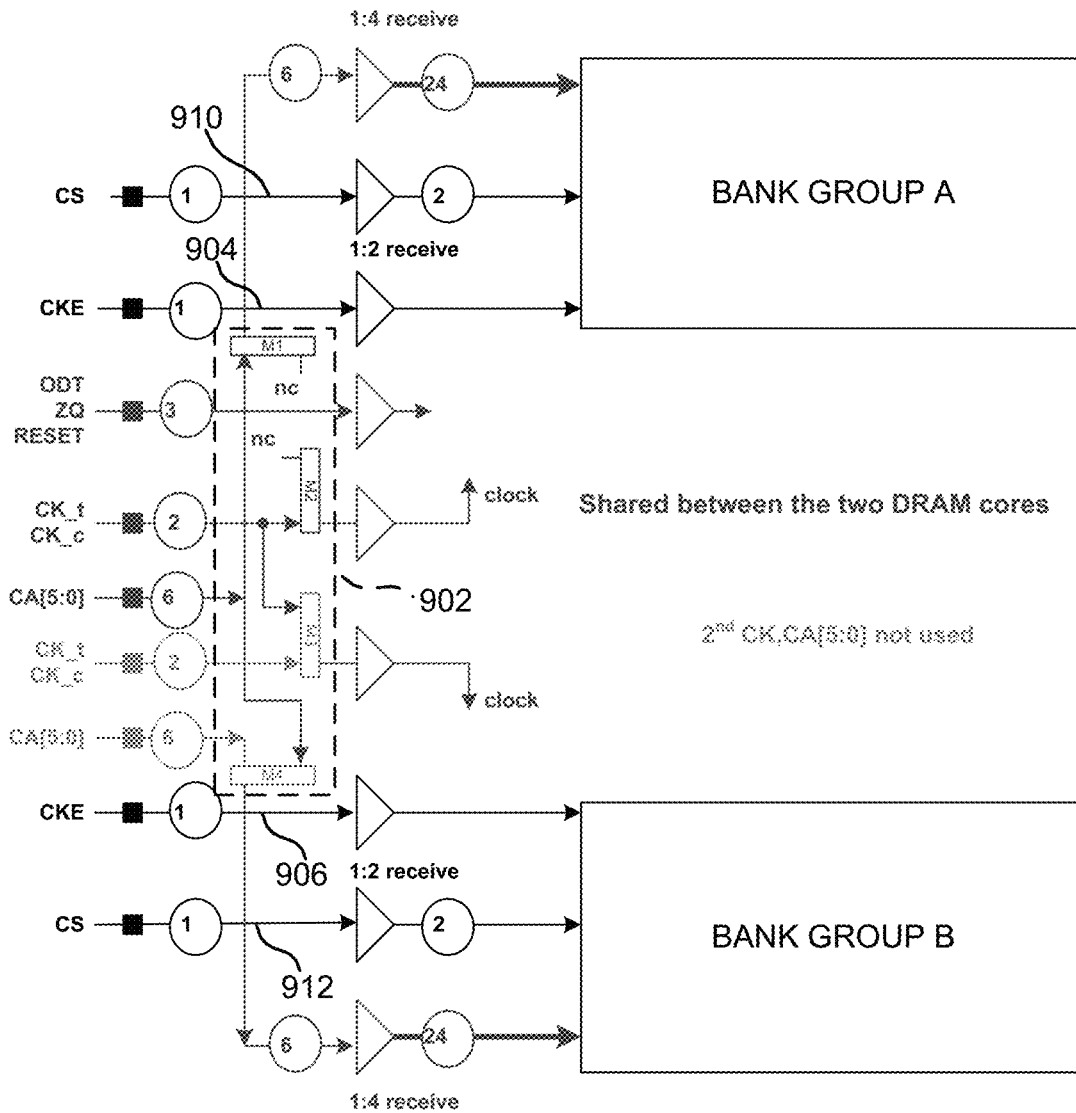 1:4 receive
6
24
910
CS
1
2
BANK GROUP A
904
1:2 receive
CKE
1
M1
nc
ODT
ZQ
RESET
3
nc
M2
CK_t
CK_c
2
clock
Shared between the two DRAM cores
CA[5:0]
6
902
2nd CK,CA[5:0] not used
CK_t
CK_c
2
M3
clock
CA[5:0]
6
M4
CKE
1
906
1:2 receive
CS
1
2
BANK GROUP B
912
6
24
1:4 receive